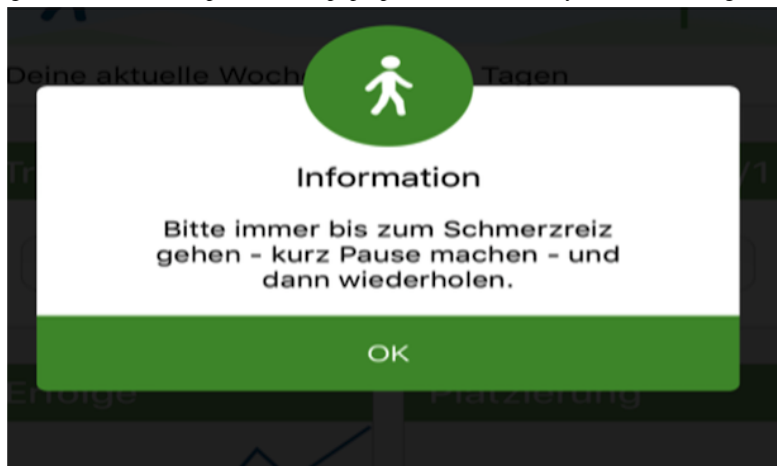 Deine aktuelle Woch
Tagen
Information
Bitte immer bis zum Schmerzreiz
gehen - kurz Pause machen - und
dann wiederholen.
OK
Erfolge
Platzierung